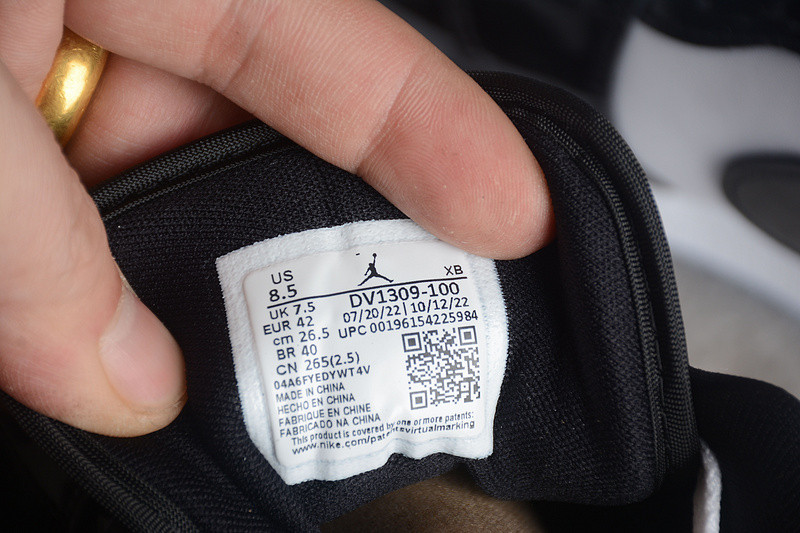 US XB
8.5 DV1309-100
UK 7.5 07/20/22 | 10/12/22
EUR 42 UPC 00196154225984
cm 26.5
BR 40
CN 265(2.5)
04A6FYEDYWT4V
MADE IN CHINA
HECHO EN CHINA
FABRIQUE EN CHINE
FABRICADO NA CHINA
This product is covered by one or more patents:
www.nike.com/patentsvirtualmarking